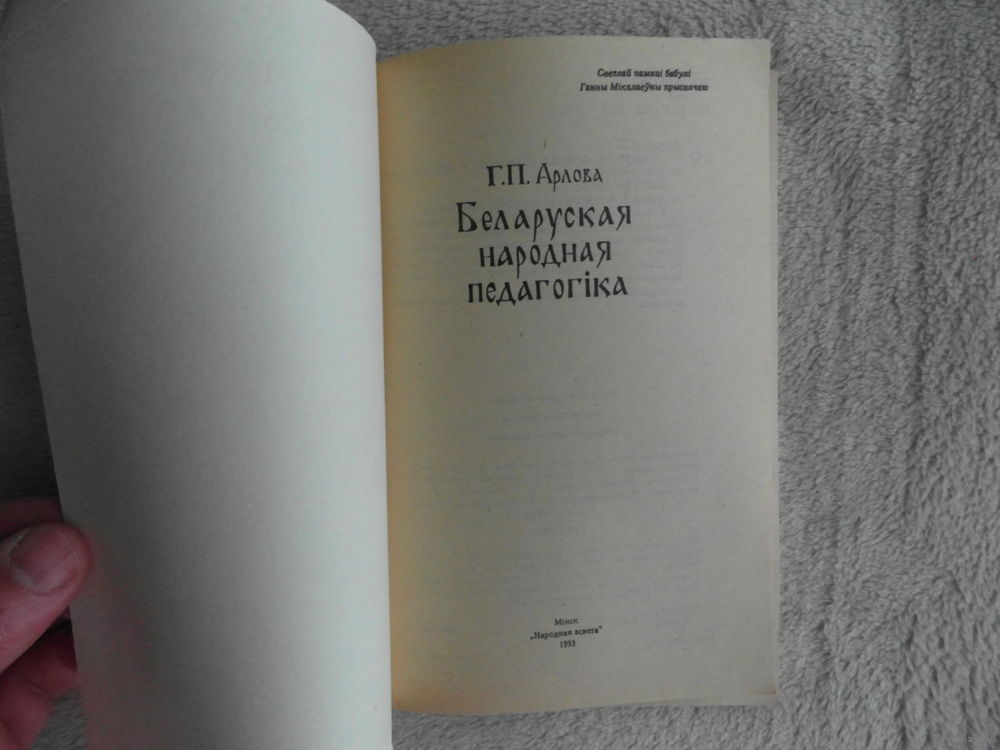 Светлай памяці бабулі
Ганны Мікалаеўны прысвячаю
Г.П. Арлова
Беларуская
народная
педагогіка
Мінск
„Народная асвета"
1993